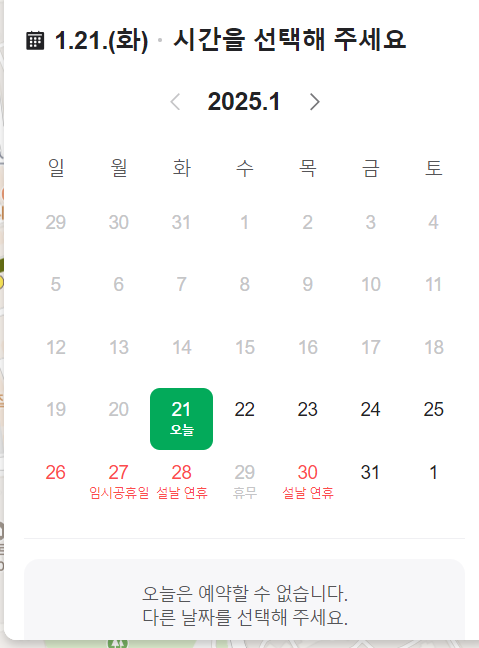 1.21.(화) • 시간을 선택해 주세요
2025.1
일 월 화 수 목 금 토
29 30 31 1 2 3 4
5 6 7 8 9 10 11
12 13 14 15 16 17 18
19 20 21 22 23 24 25
오늘
26 27 28 29 30 31 1
임시공휴일 설날 연휴 휴무 설날 연휴
오늘은 예약할 수 없습니다.
다른 날짜를 선택해 주세요.